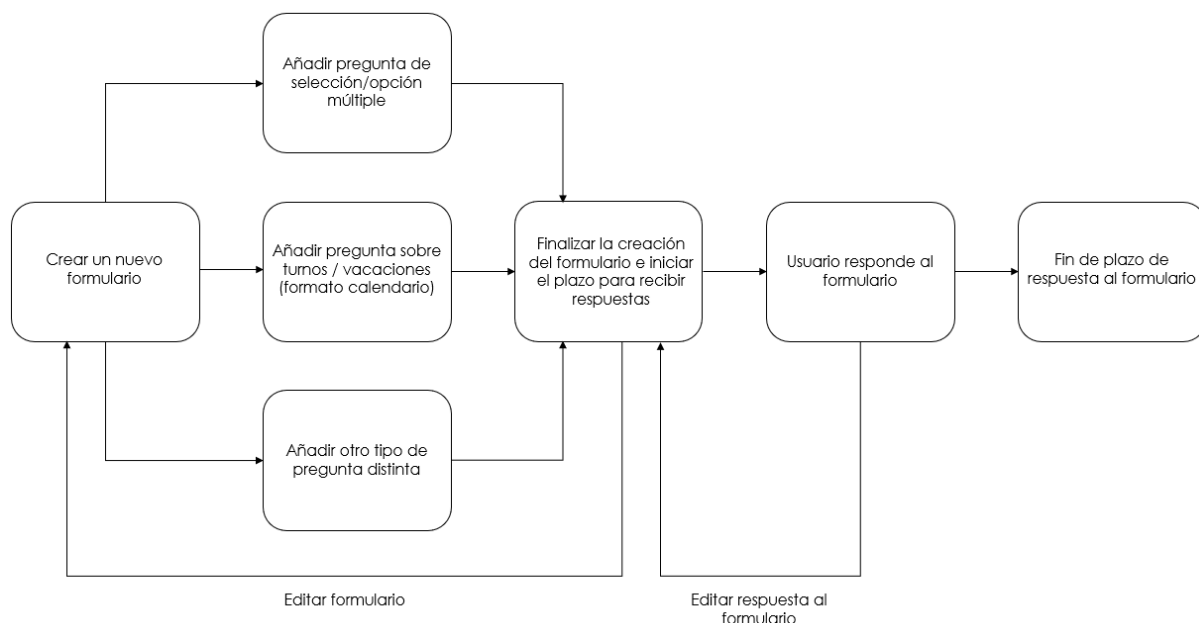 Añadir pregunta de
selección/opción
múltiple
Crear un nuevo
formulario
Añadir pregunta sobre
turnos / vacaciones
(formato calendario)
Finalizar la creación
del formulario e iniciar
el plazo para recibir
respuestas
Usuario responde al
formulario
Fin de plazo de
respuesta al formulario
Añadir otro tipo de
pregunta distinta
Editar formulario
Editar respuesta al
formulario